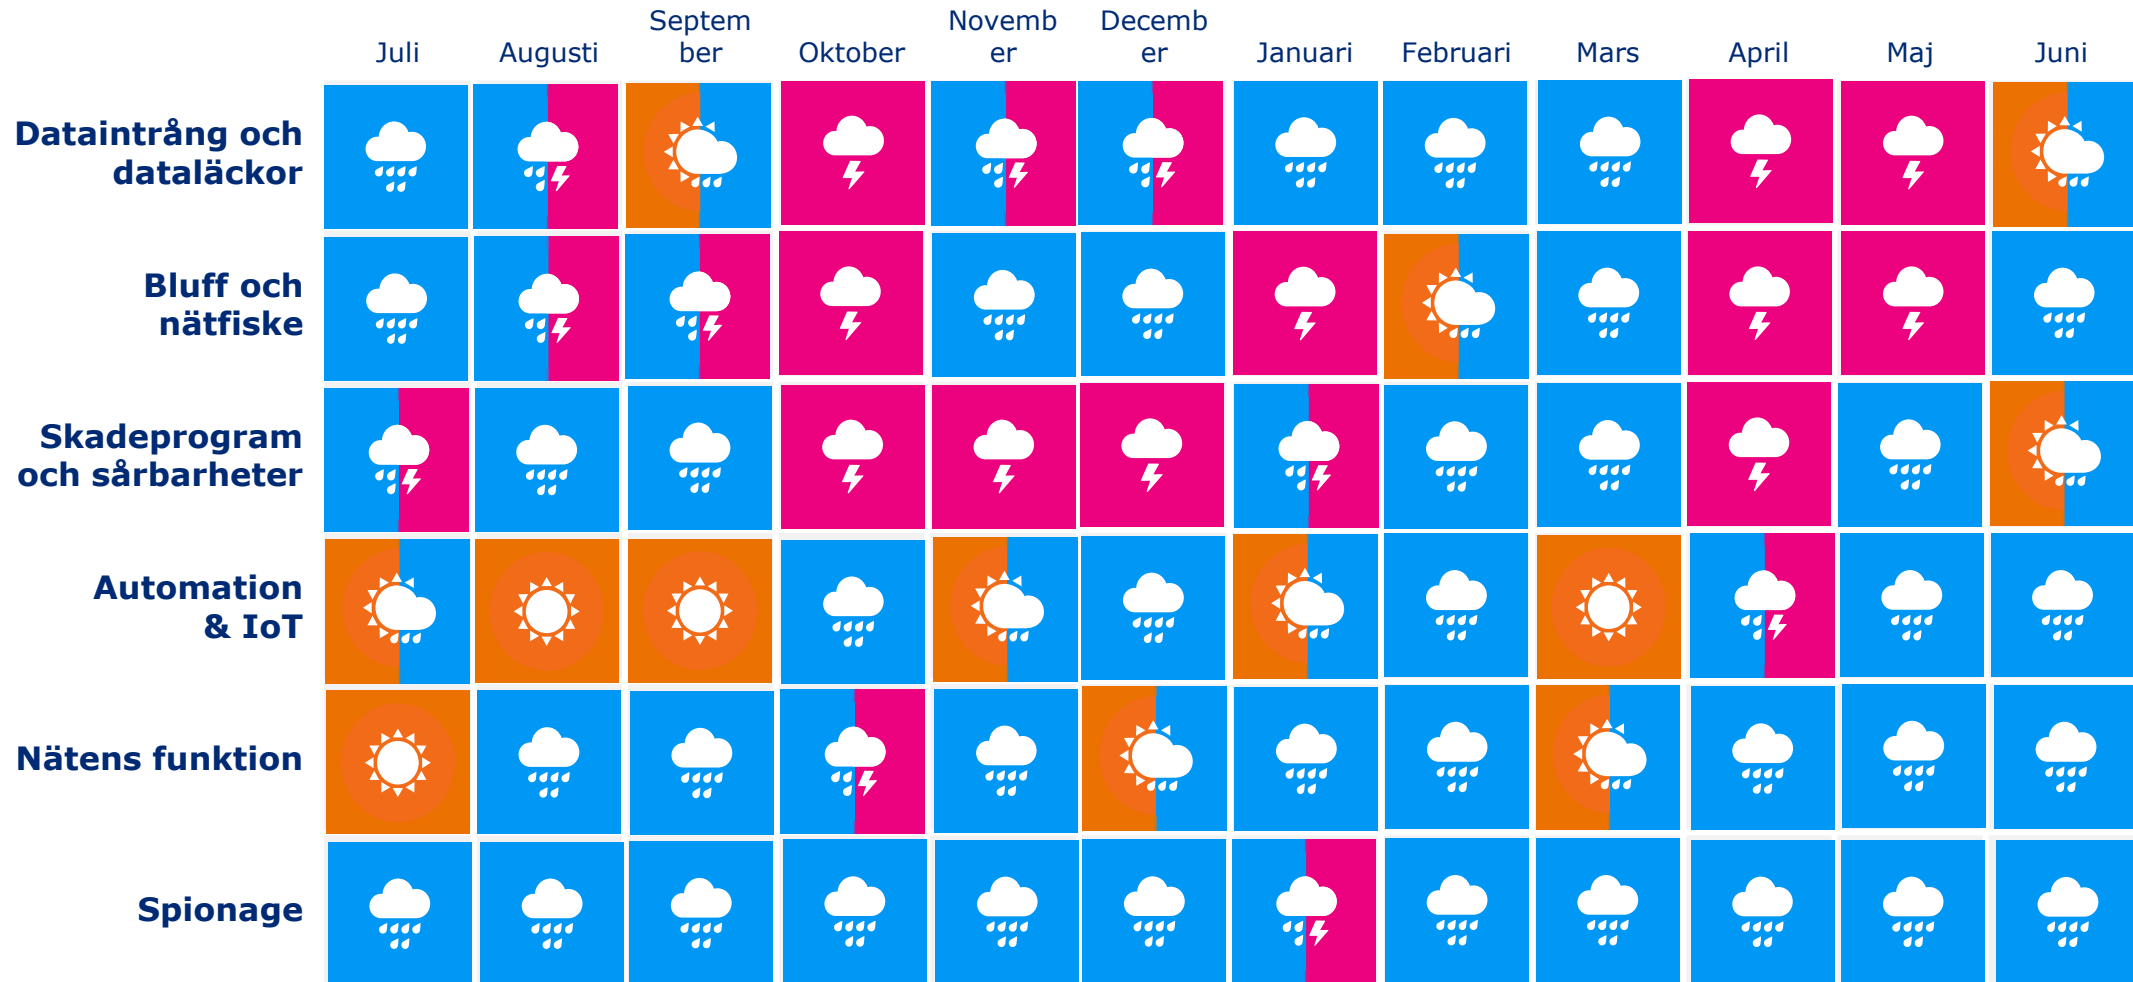 Juli
Augusti
Septem
ber
Oktober
Novemb
er
Decemb
er
Januari
Februari
Mars
April
Maj
Juni
Dataintrång och
dataläckor
Bluff och
nätfiske
Skadeprogram
och sårbarheter
Automation
& IoT
Nätens funktion
Spionage